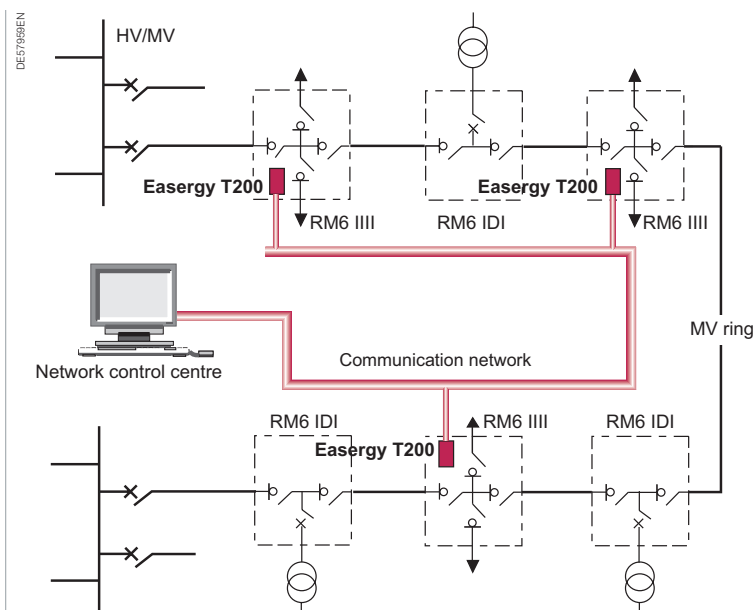 DE57959EN
HV/MV
Easergy T200
RM6 IIII
RM6 IDI
Easergy T200
RM6 IIII
MV ring
Network control centre
Communication network
RM6 IDI
Easergy T200
RM6 IIII
RM6 IDI